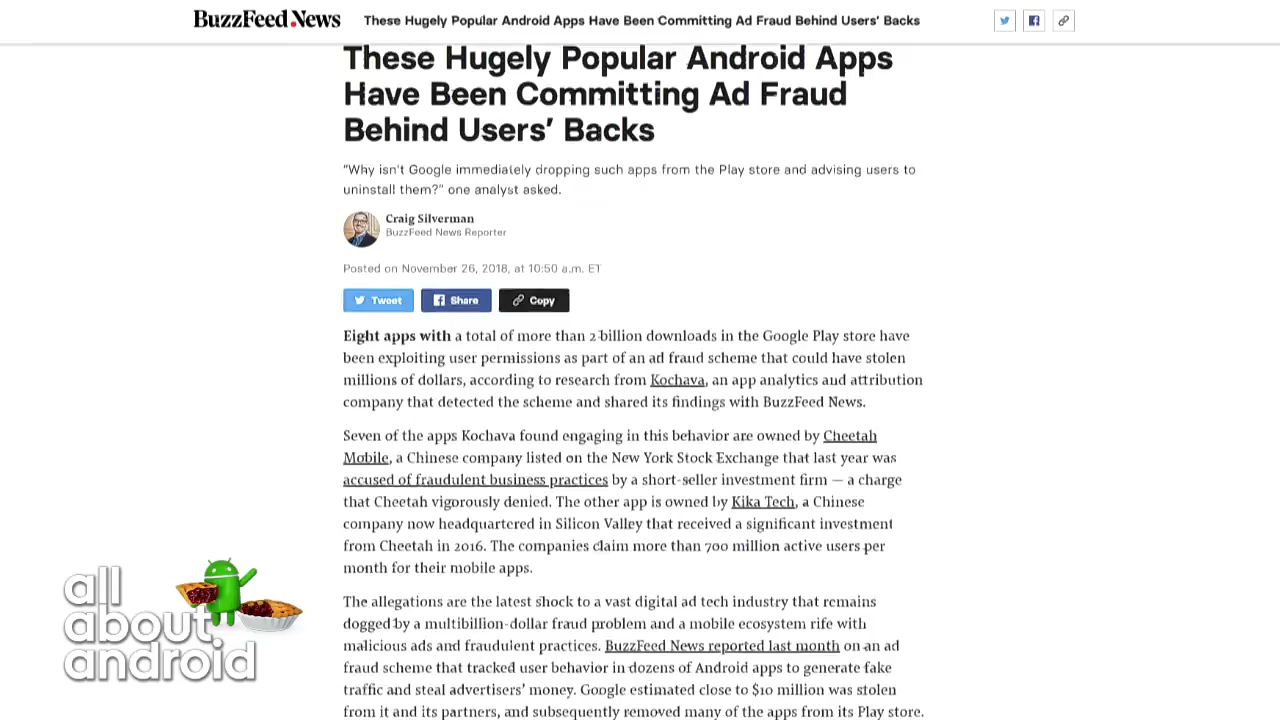 BuzzFeed News These Hugely Popular Android Apps Have Been Committing Ad Fraud Behind Users’ Backs
These Hugely Popular Android Apps
Have Been Committing Ad Fraud
Behind Users’ Backs
“Why isn't Google immediately dropping such apps from the Play store and advising users to
uninstall them?” one analyst asked.
Craig Silverman
BuzzFeed News Reporter
Posted on November 26, 2018, at 10:50 a.m. ET
Tweet Share Copy
Eight apps with a total of more than 2 billion downloads in the Google Play store have
been exploiting user permissions as part of an ad fraud scheme that could have stolen
millions of dollars, according to research from Kochava, an app analytics and attribution
company that detected the scheme and shared its findings with BuzzFeed News.
Seven of the apps Kochava found engaging in this behavior are owned by Cheetah
Mobile, a Chinese company listed on the New York Stock Exchange that last year was
accused of fraudulent business practices by a short-seller investment firm — a charge
that Cheetah vigorously denied. The other app is owned by Kika Tech, a Chinese
company now headquartered in Silicon Valley that received a significant investment
from Cheetah in 2016. The companies claim more than 700 million active users per
month for their mobile apps.
The allegations are the latest shock to a vast digital ad tech industry that remains
dogged by a multibillion-dollar fraud problem and a mobile ecosystem rife with
malicious ads and fraudulent practices. BuzzFeed News reported last month on an ad
fraud scheme that tracked user behavior in dozens of Android apps to generate fake
traffic and steal advertisers’ money. Google estimated close to $10 million was stolen
from it and its partners, and subsequently removed many of the apps from its Play store.
all
about
android